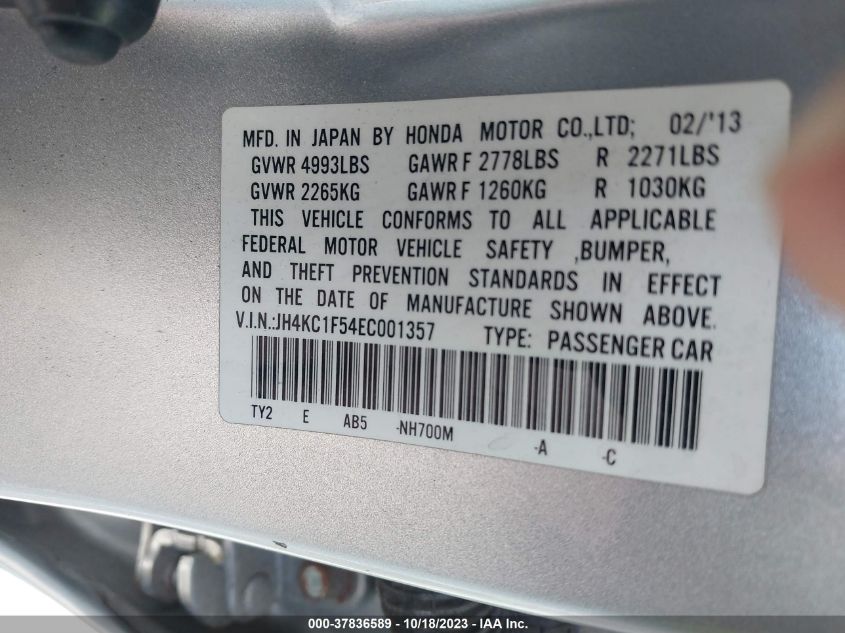 MFD. IN JAPAN BY HONDA MOTOR CO.,LTD; 02/'13
GVWR 4993LBS GAWR F 2778LBS R 2271LBS
GVWR 2265KG GAWR F 1260KG R 1030KG
THIS VEHICLE CONFORMS TO ALL APPLICABLE
FEDERAL MOTOR VEHICLE SAFETY ,BUMPER,
AND THEFT PREVENTION STANDARDS IN EFFECT
ON THE DATE OF MANUFACTURE SHOWN ABOVE.
V.I.N.:JH4KC1F54EC001357 TYPE: PASSENGER CAR
TY2 E AB5 -NH700M -A -C
000-37836589 - 10/18/2023 - IAA Inc.